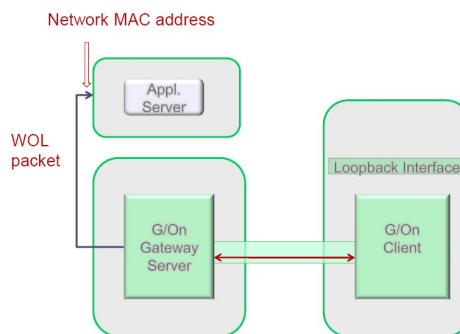 Network MAC address
Appl.
Server
WOL
packet
Loopback Interface
G/On
Gateway
Server
G/On
Client